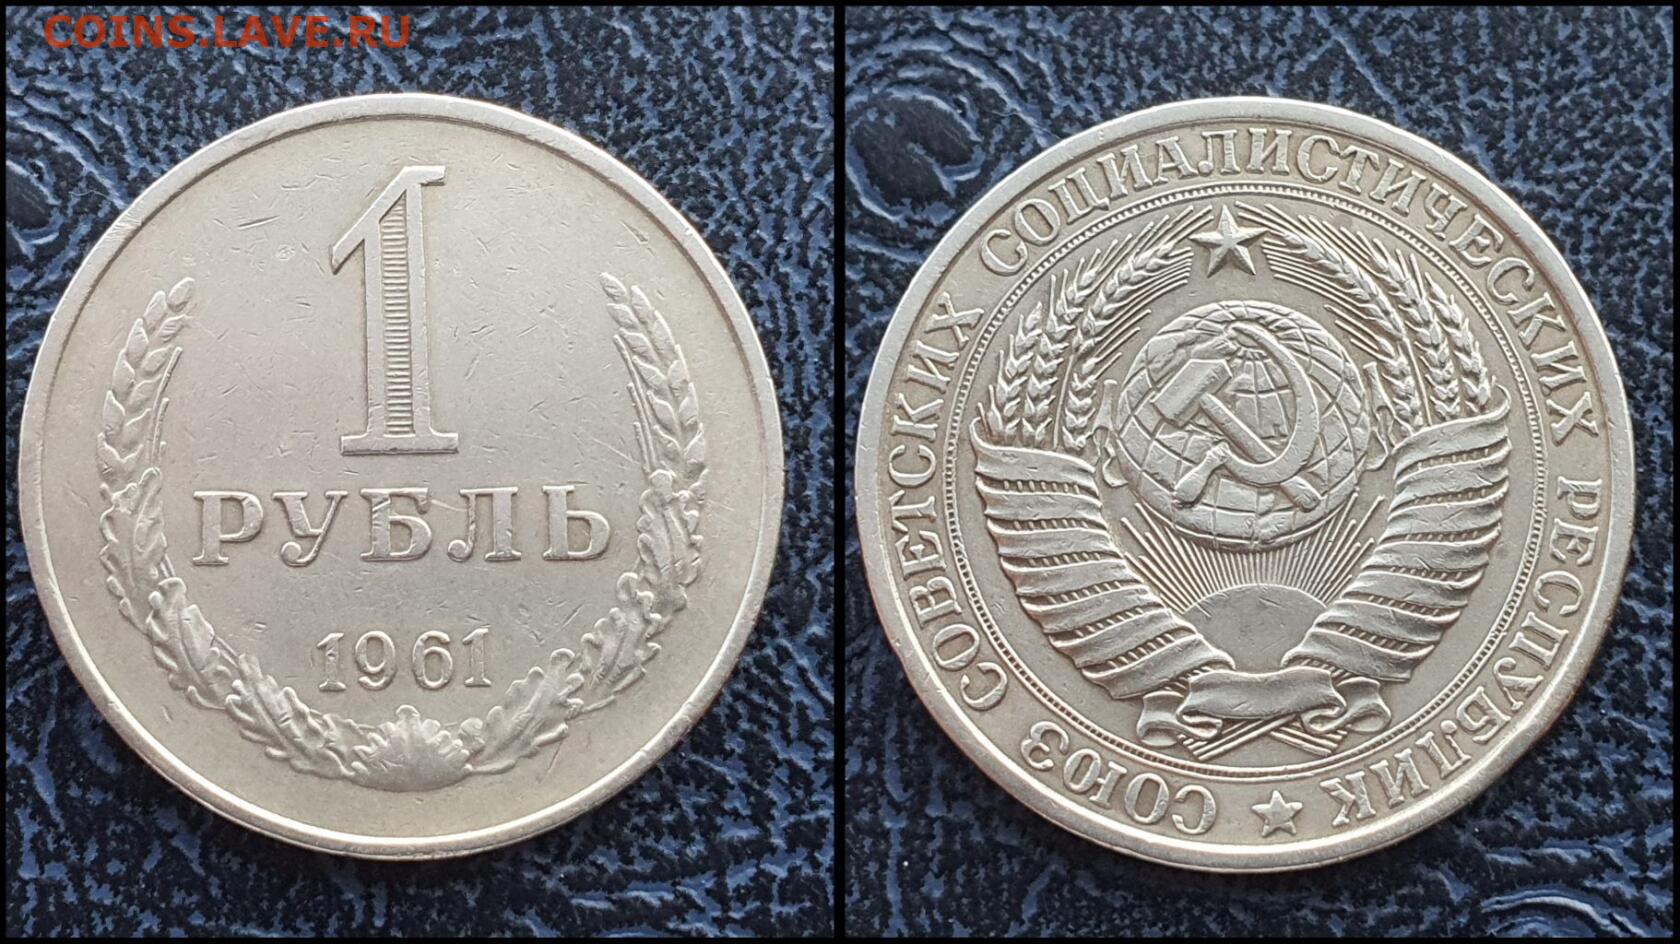 COINS.LAVE.RU
1
РУБЛЬ
1961
СОЮЗ СОВЕТСКИХ СОЦИАЛИСТИЧЕСКИХ РЕСПУБЛИК